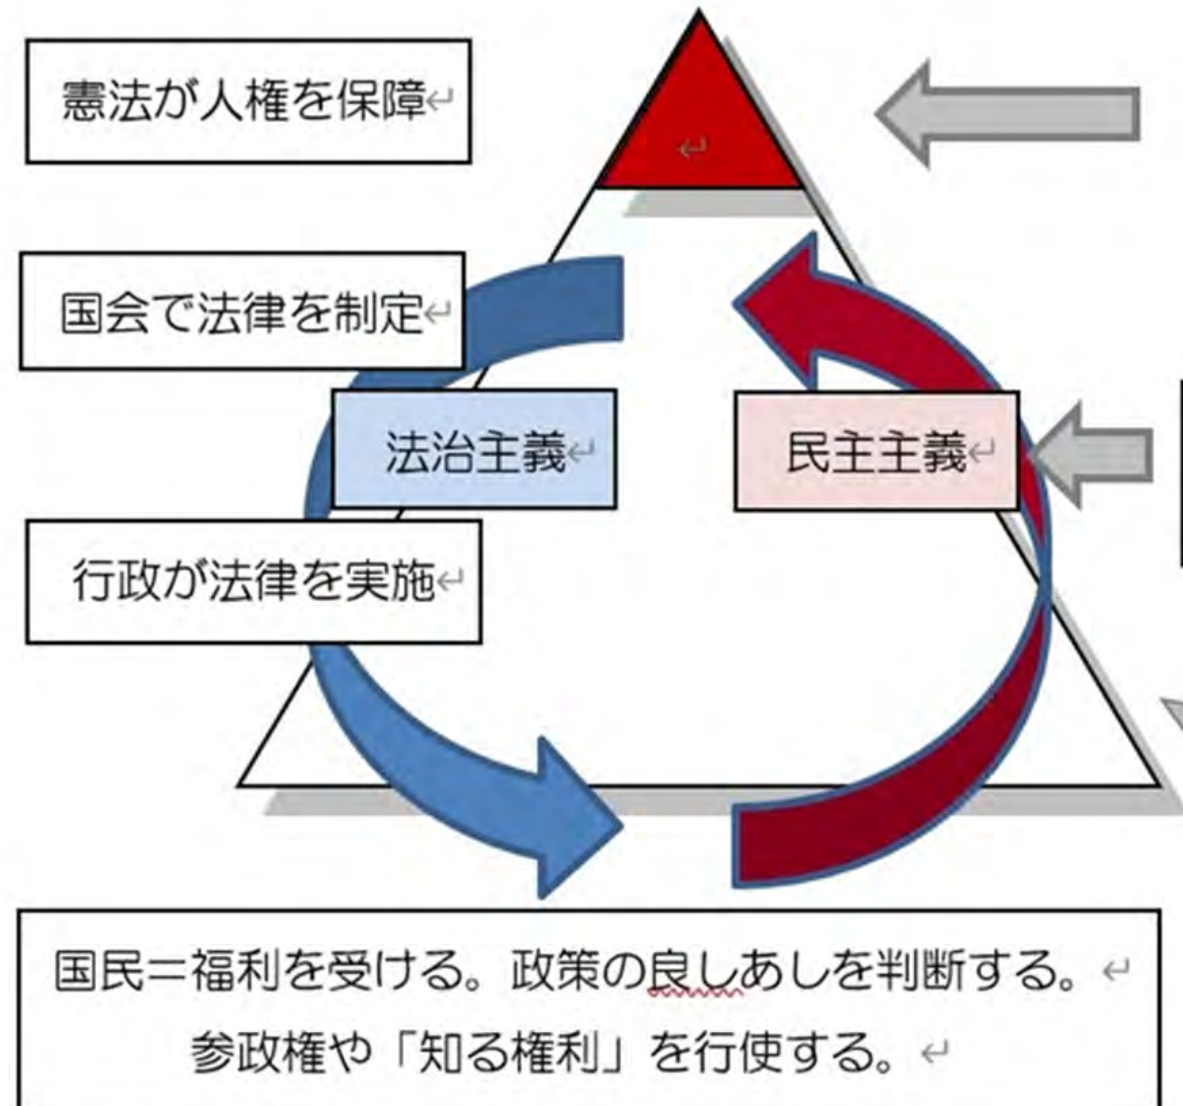 憲法が人権を保障↵
↵
国会で法律を制定↵
法治主義↵
民主主義↵
行政が法律を実施↵
国民＝福利を受ける。政策の良しあしを判断する。↵
参政権や「知る権利」を行使する。↵